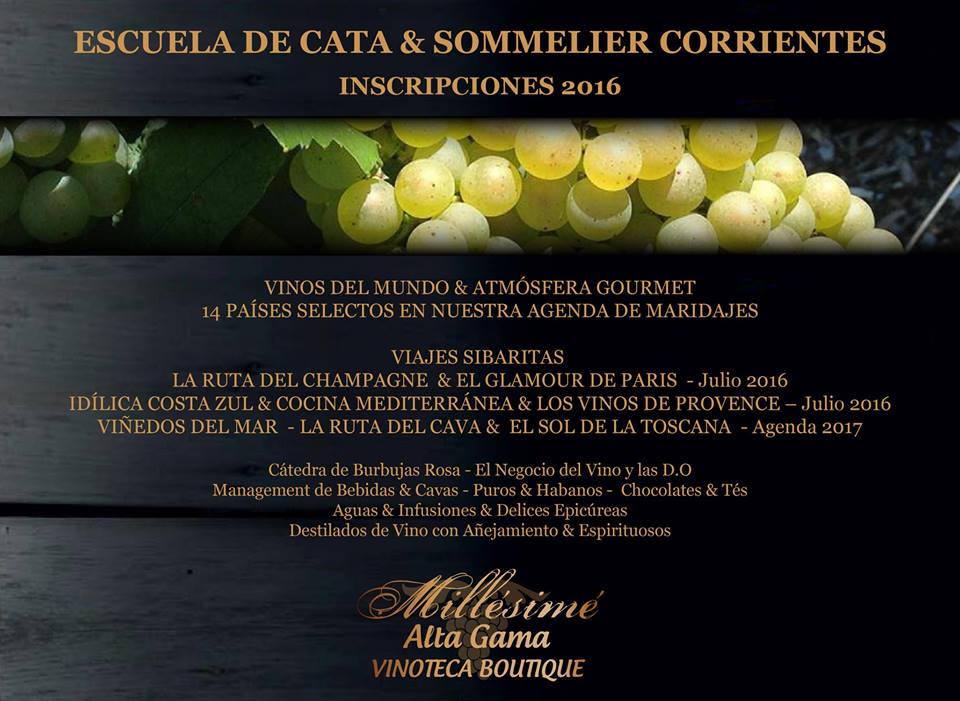 ESCUELA DE CATA & SOMMELIER CORRIENTES
INSCRIPCIONES 2016
VINOS DEL MUNDO & ATMÓSFERA GOURMET
14 PAÍSES SELECTOS EN NUESTRA AGENDA DE MARIDAJES
VIAJES SIBARITAS
LA RUTA DEL CHAMPAGNE & EL GLAMOUR DE PARIS - Julio 2016
IDÍLICA COSTA ZUL & COCINA MEDITERRÁNEA & LOS VINOS DE PROVENCE – Julio 2016
VIÑEDOS DEL MAR - LA RUTA DEL CAVA & EL SOL DE LA TOSCANA - Agenda 2017
Cátedra de Burbujas Rosa - El Negocio del Vino y las D.O
Management de Bebidas & Cavas - Puros & Habanos - Chocolates & Tés
Aguas & Infusiones & Delices Epicúreas
Destilados de Vino con Añejamiento & Espirituosos
Millésimé
Alta Gama
VINOTECA BOUTIQUE